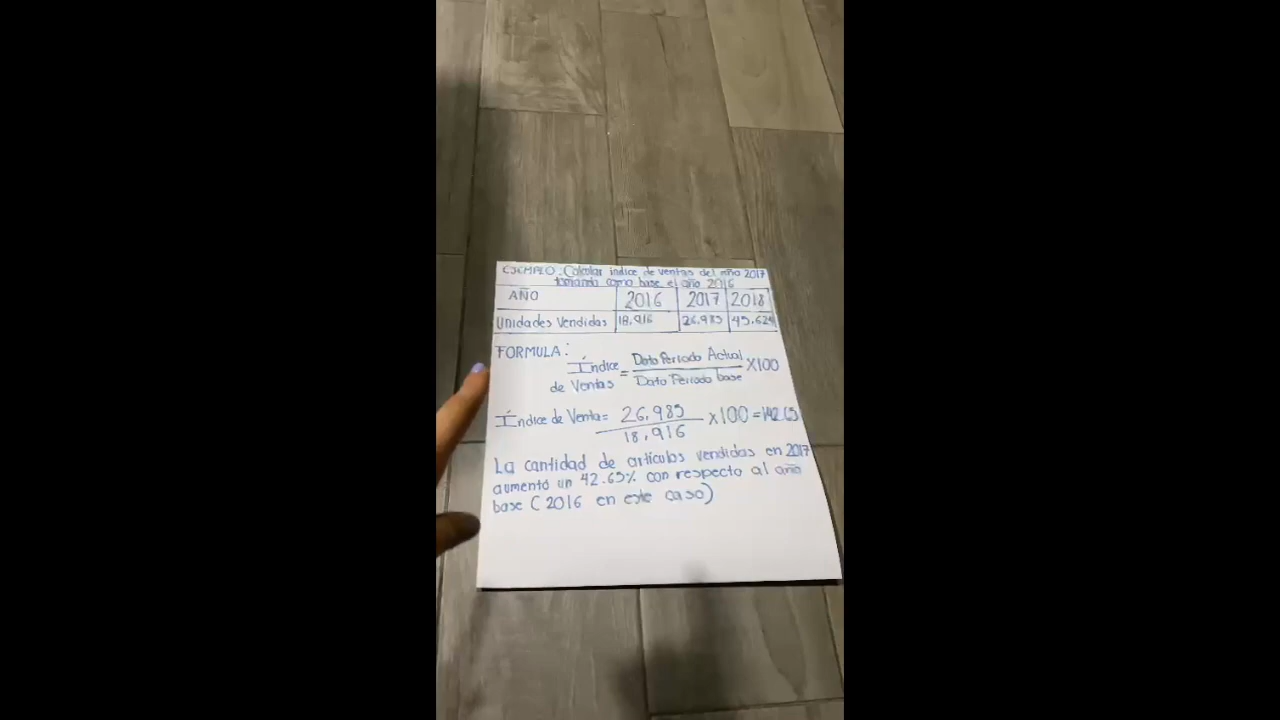 EJEMPLO: Calcular índice de ventas del año 2017
tomando como base el año 2016
AÑO 2016 2017 2018
Unidades Vendidas 18,916 26,985 45,624
FORMULA:
Índice de Ventas = Dato Periodo Actual / Dato Periodo base X100
Índice de Venta = 26,985 / 18,916 X100 = 142.65
La cantidad de artículos vendidas en 2017
aumento un 42.65% con respecto al año
base (2016 en este caso)